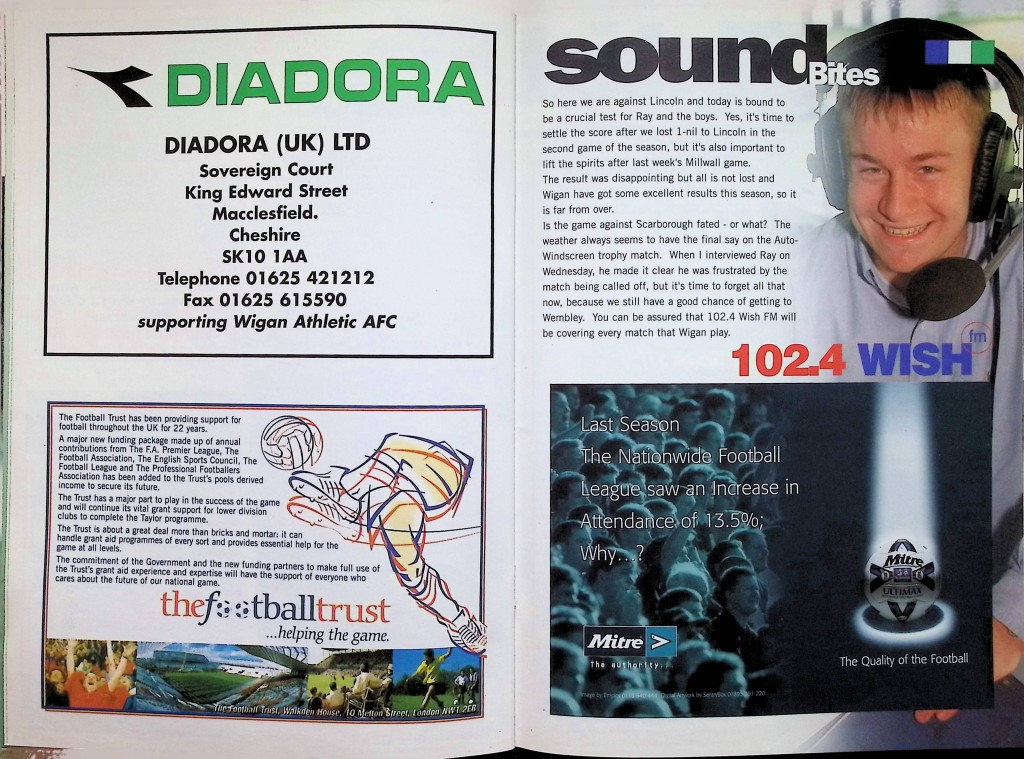 DIADORA
DIADORA (UK) LTD
Sovereign Court
King Edward Street
Macclesfield.
Cheshire
SK10 1AA
Telephone 01625 421212
Fax 01625 615590
supporting Wigan Athletic AFC
The Football Trust has been providing support for
football throughout the UK for 22 years.
A major new funding package made up of annual
contributions from The F.A. Premier League, The
Football Association, The English Sports Council, The
Football League and The Professional Footballers
Association has been added to the Trust's pools derived
income to secure its future.
The Trust has a major part to play in the success of the game
and will continue its vital grant support for lower division
clubs to complete the Taylor programme.
The Trust is about a great deal more than bricks and mortar: it can
handle grant aid programmes of every sort and provides essential help for the
game at all levels.
The commitment of the Government and the new funding partners to make full use of
the Trust's grant aid experience and expertise will have the support of everyone who
cares about the future of our national game.
thefootballtrust
...helping the game.
The Football Trust, Walkden House, 10 Melton Street, London NW1 2EB
sound
Bites
So here we are against Lincoln and today is bound to
be a crucial test for Ray and the boys. Yes, it's time to
settle the score after we lost 1-nil to Lincoln in the
second game of the season, but it's also important to
lift the spirits after last week's Millwall game.
The result was disappointing but all is not lost and
Wigan have got some excellent results this season, so it
is far from over.
Is the game against Scarborough fated - or what? The
weather always seems to have the final say on the Auto-
Windscreen trophy match. When I interviewed Ray on
Wednesday, he made it clear he was frustrated by the
match being called off, but it's time to forget all that
now, because we still have a good chance of getting to
Wembley. You can be assured that 102.4 Wish FM will
be covering every match that Wigan play.
102.4 WISH fm
Last Season
The Nationwide Football
League saw an Increase in
Attendance of 13.5%;
Why...?
Mitre
ULTIMAX
Mitre >
The authority.
The Quality of the Football